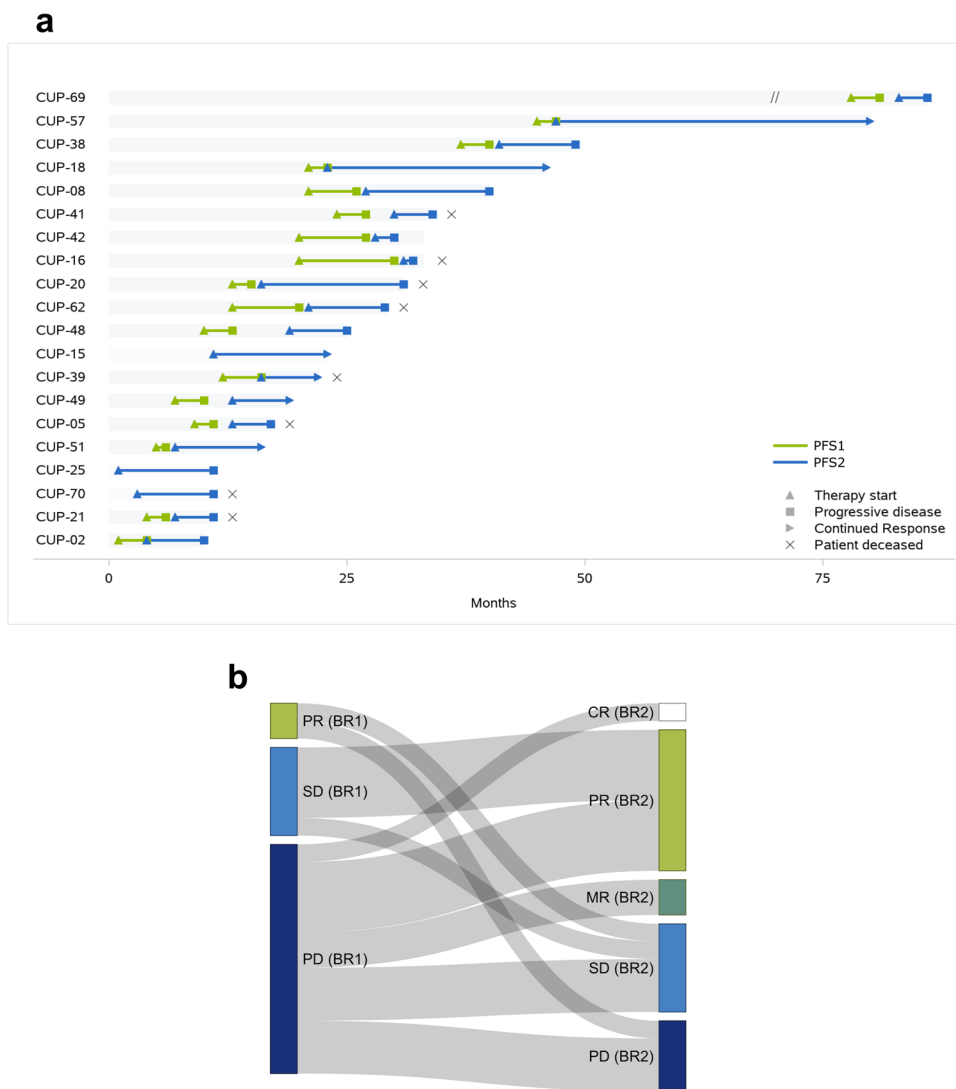 a
CUP-69
//
CUP-57
CUP-38
CUP-18
CUP-08
CUP-41
CUP-42
CUP-16
CUP-20
CUP-62
CUP-48
CUP-15
CUP-39
CUP-49
CUP-05
CUP-51
CUP-25
CUP-70
CUP-21
CUP-02
PFS1
PFS2
Therapy start
Progressive disease
Continued Response
Patient deceased
0 25 50 75
Months
b
PR (BR1)
SD (BR1)
PD (BR1)
CR (BR2)
PR (BR2)
MR (BR2)
SD (BR2)
PD (BR2)